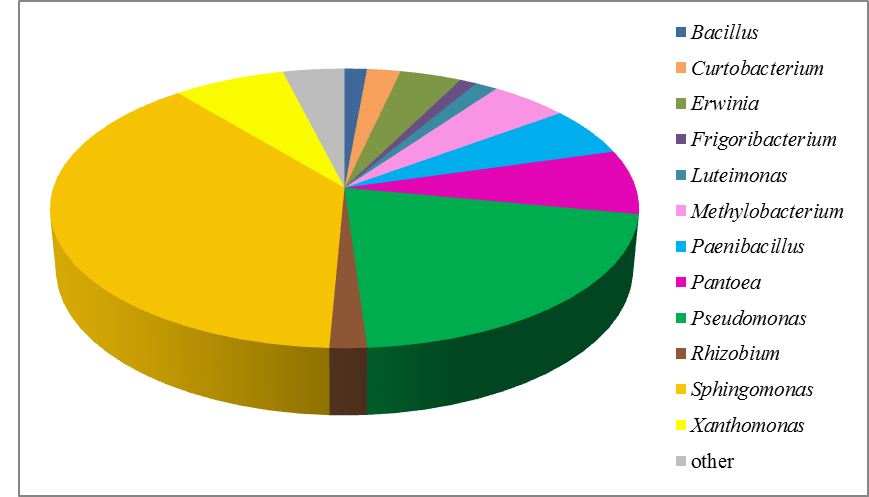 Bacillus
Curtobacterium
Erwinia
Frigoribacterium
Luteimonas
Methylobacterium
Paenibacillus
Pantoea
Pseudomonas
Rhizobium
Sphingomonas
Xanthomonas
other